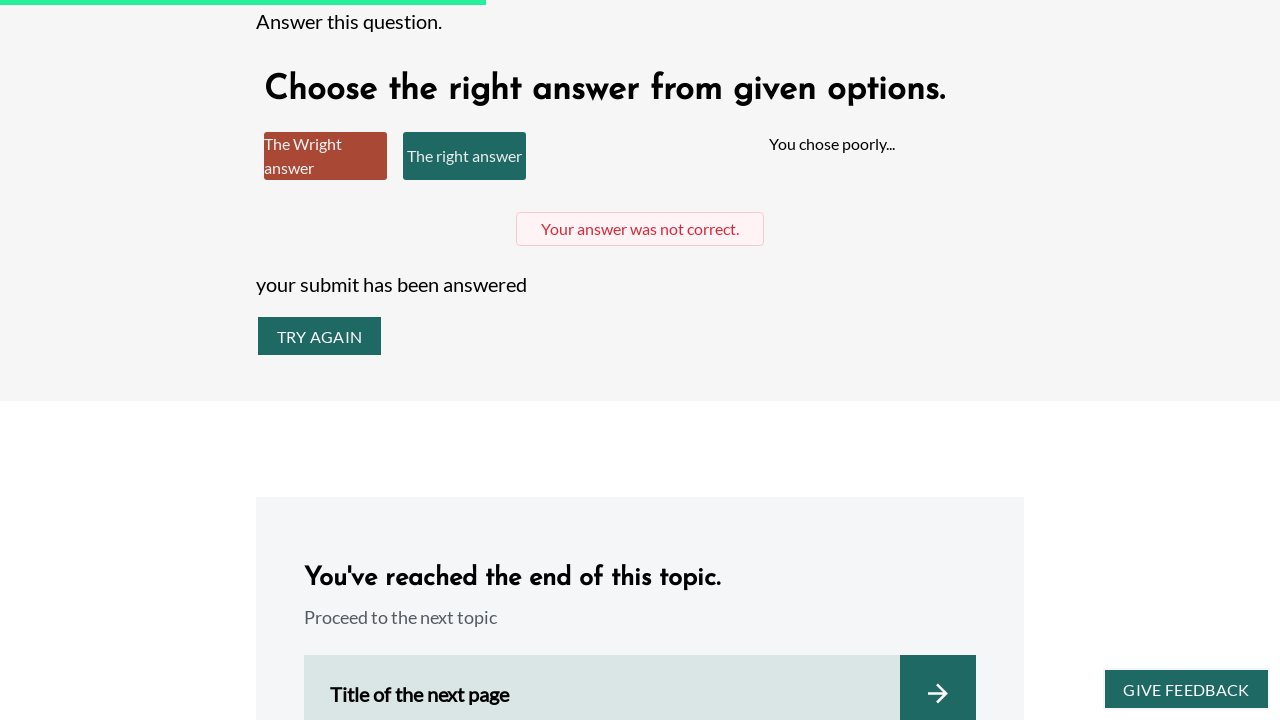 Answer this question.
Choose the right answer from given options.
The Wright
answer
The right answer
You chose poorly...
Your answer was not correct.
your submit has been answered
TRY AGAIN
You've reached the end of this topic.
Proceed to the next topic
Title of the next page
GIVE FEEDBACK